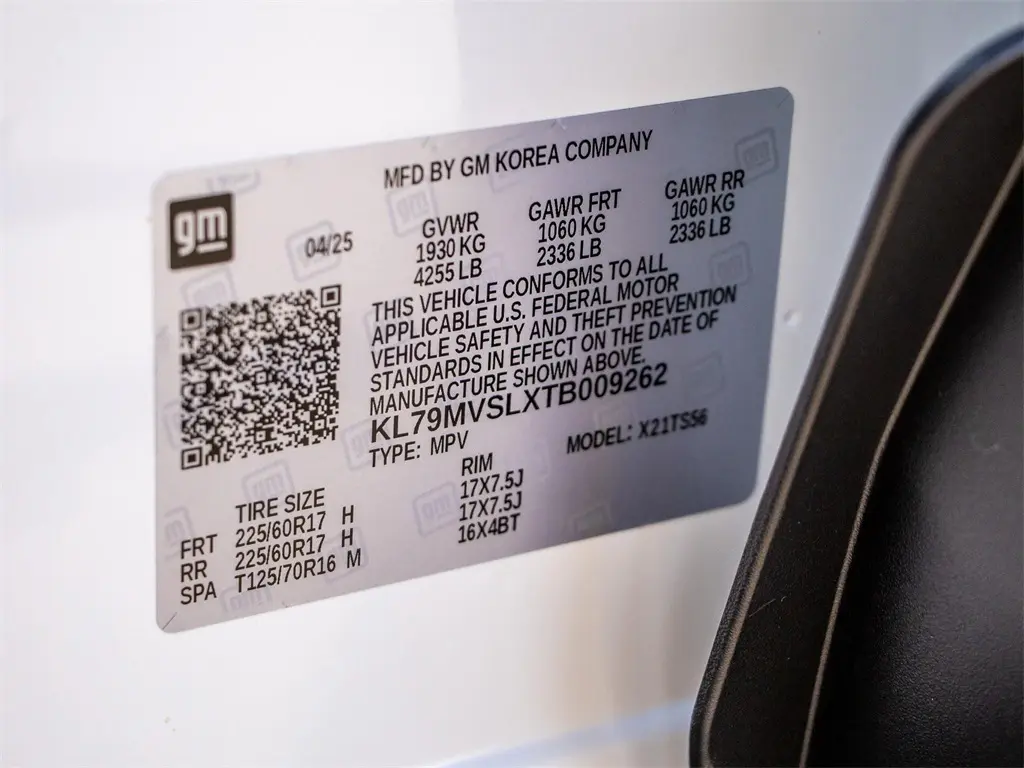 MFD BY GM KOREA COMPANY
gm
04/25
GVWR GAWR FRT GAWR RR
1930 KG 1060 KG 1060 KG
4255 LB 2336 LB 2336 LB
THIS VEHICLE CONFORMS TO ALL
APPLICABLE U.S. FEDERAL MOTOR
VEHICLE SAFETY AND THEFT PREVENTION
STANDARDS IN EFFECT ON THE DATE OF
MANUFACTURE SHOWN ABOVE.
KL79MVSLXTB009262
TYPE: MPV MODEL: X21TS56
TIRE SIZE RIM
FRT 225/60R17 H 17X7.5J
RR 225/60R17 H 17X7.5J
SPA T125/70R16 M 16X4BT